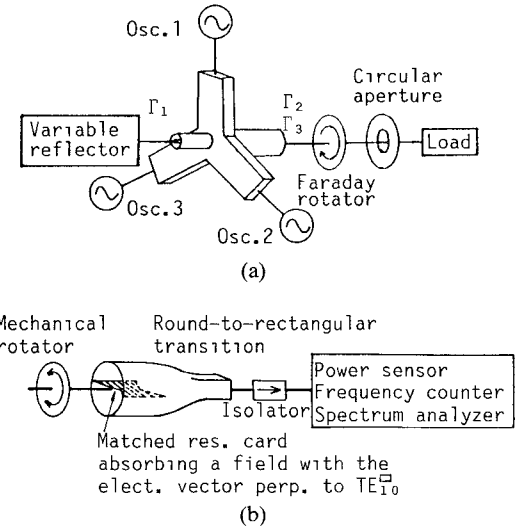 (a)
Osc.1
Γ1
Γ2
Γ3
Circular
aperture
Variable
reflector
Load
Faraday
rotator
Osc.3
Osc.2
(a)
Mechanical
rotator
Round-to-rectangular
transition
Power sensor
Frequency counter
Spectrum analyzer
Isolator
Matched res. card
absorbing a field with the
elect. vector perp. to TE□10
(b)
(b)